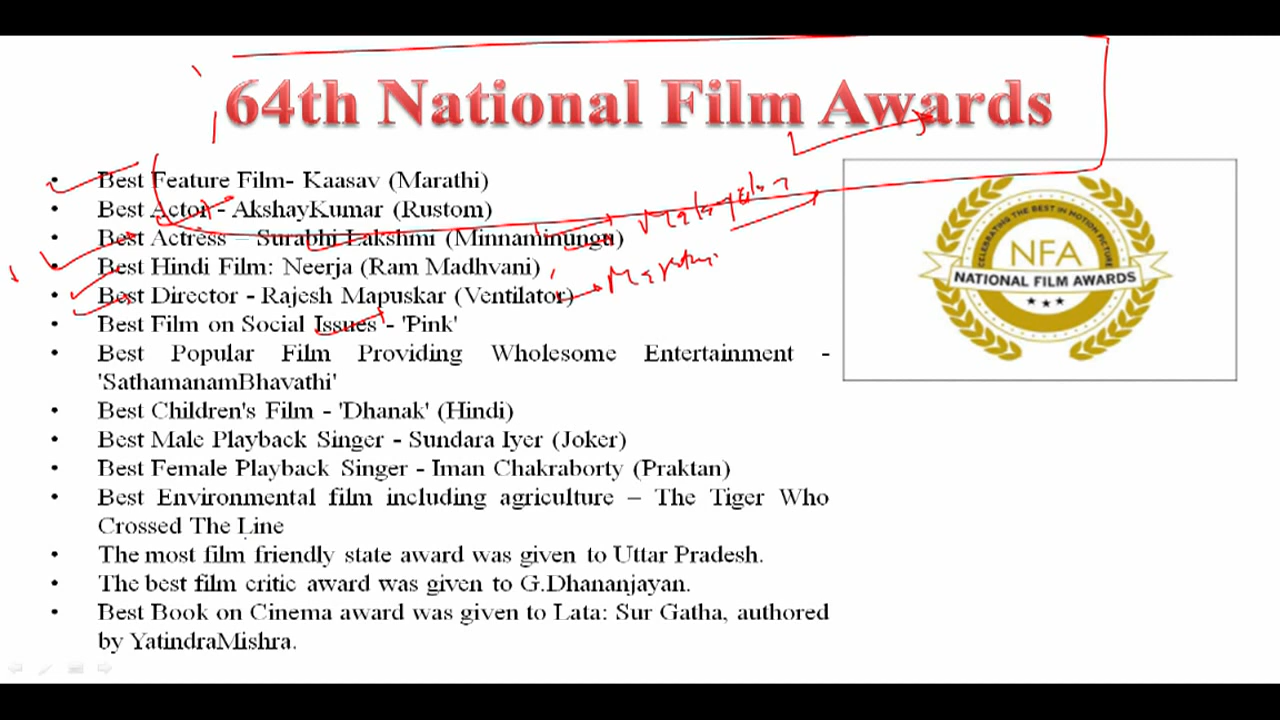 64th National Film Awards
• Best Feature Film- Kaasav (Marathi)
• Best Actor - AkshayKumar (Rustom)
• Best Actress – Surabhi Lakshmi (Minnaminungu)
• Best Hindi Film: Neerja (Ram Madhvani)
• Best Director - Rajesh Mapuskar (Ventilator)
• Best Film on Social Issues - 'Pink'
• Best Popular Film Providing Wholesome Entertainment -
'SathamanamBhavathi'
• Best Children's Film - 'Dhanak' (Hindi)
• Best Male Playback Singer - Sundara Iyer (Joker)
• Best Female Playback Singer - Iman Chakraborty (Praktan)
• Best Environmental film including agriculture – The Tiger Who
Crossed The Line
• The most film friendly state award was given to Uttar Pradesh.
• The best film critic award was given to G.Dhananjayan.
• Best Book on Cinema award was given to Lata: Sur Gatha, authored
by YatindraMishra.
CELEBRATING THE BEST IN MOTION PICTURE
NFA
NATIONAL FILM AWARDS